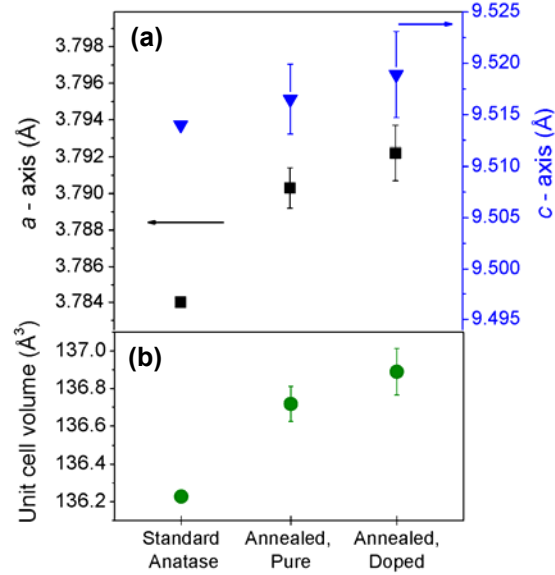 (a)
3.798
3.796
3.794
3.792
3.790
3.788
3.786
3.784
a - axis (Å)
9.525
9.520
9.515
9.510
9.505
9.500
9.495
c - axis (Å)
(b)
137.0
136.8
136.6
136.4
136.2
Unit cell volume (Å³)
Standard
Anatase
Annealed,
Pure
Annealed,
Doped